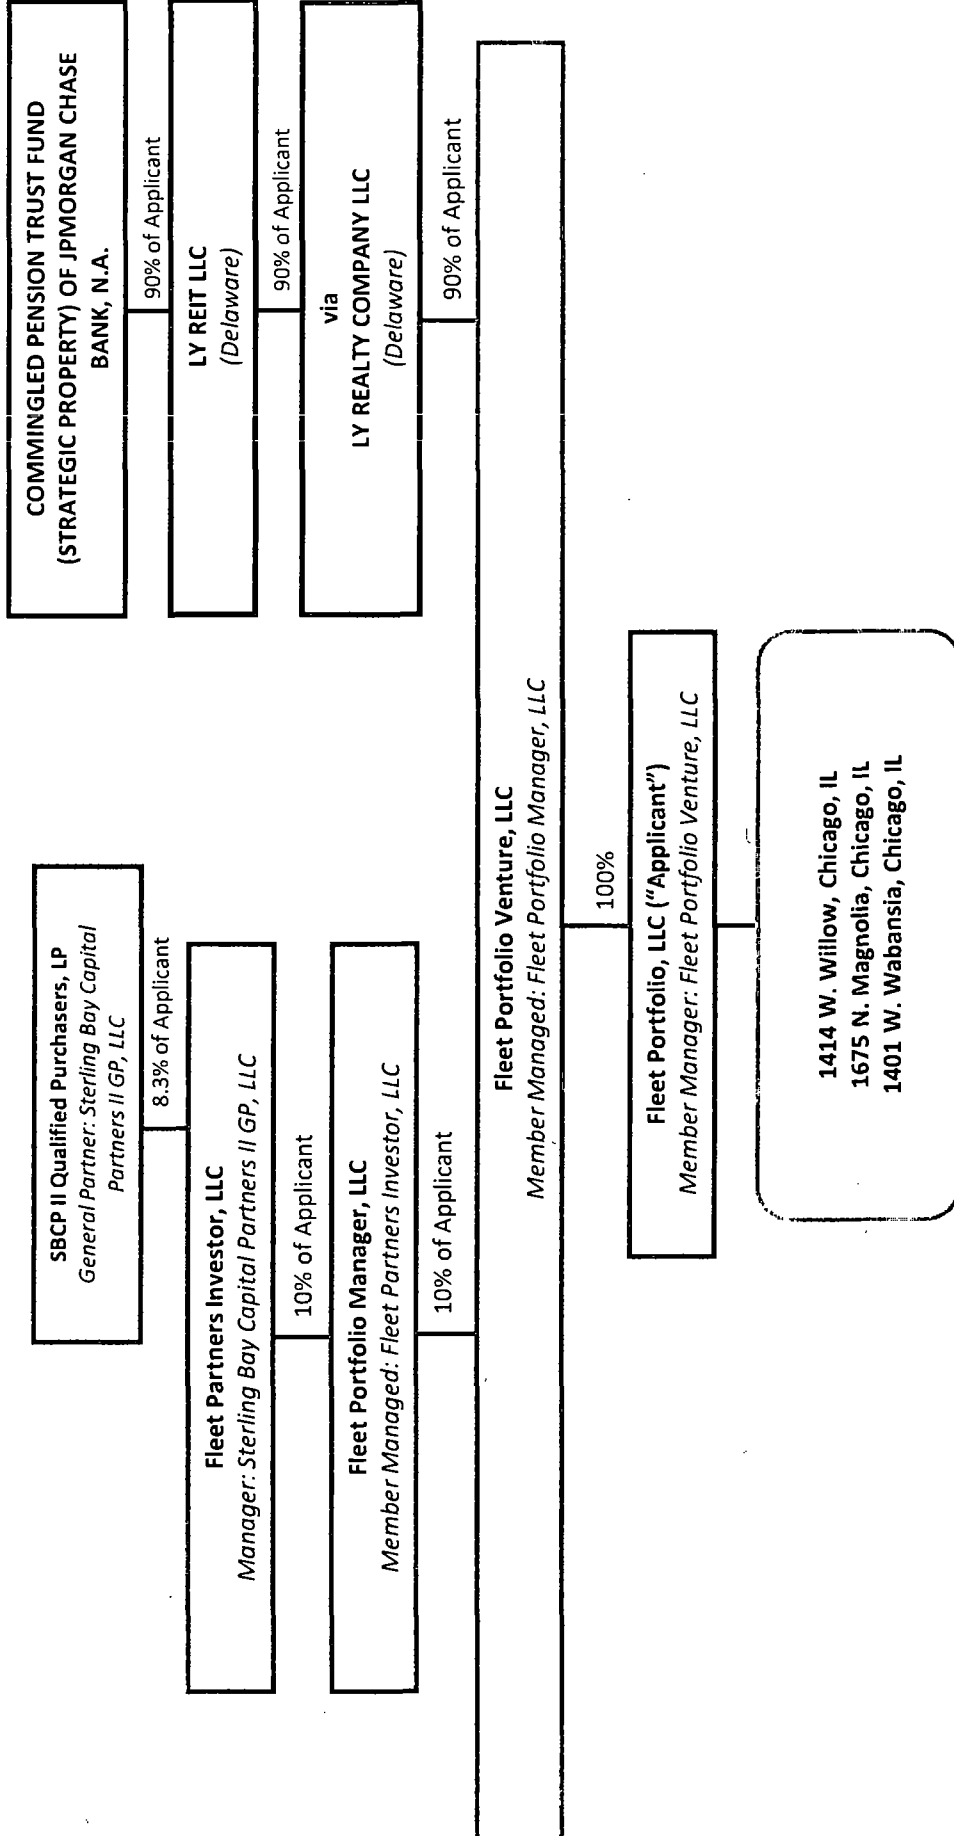 COMMINGLED PENSION TRUST FUND
(STRATEGIC PROPERTY) OF JPMORGAN CHASE
BANK, N.A.
90% of Applicant
LY REIT LLC
(Delaware)
90% of Applicant
via
LY REALTY COMPANY LLC
(Delaware)
90% of Applicant
SBCP II Qualified Purchasers, LP
General Partner: Sterling Bay Capital
Partners II GP, LLC
8.3% of Applicant
Fleet Partners Investor, LLC
Manager: Sterling Bay Capital Partners II GP, LLC
10% of Applicant
Fleet Portfolio Manager, LLC
Member Managed: Fleet Partners Investor, LLC
10% of Applicant
Fleet Portfolio Venture, LLC
Member Managed: Fleet Portfolio Manager, LLC
100%
Fleet Portfolio, LLC (“Applicant”)
Member Manager: Fleet Portfolio Venture, LLC
1414 W. Willow, Chicago, IL
1675 N. Magnolia, Chicago, IL
1401 W. Wabansia, Chicago, IL